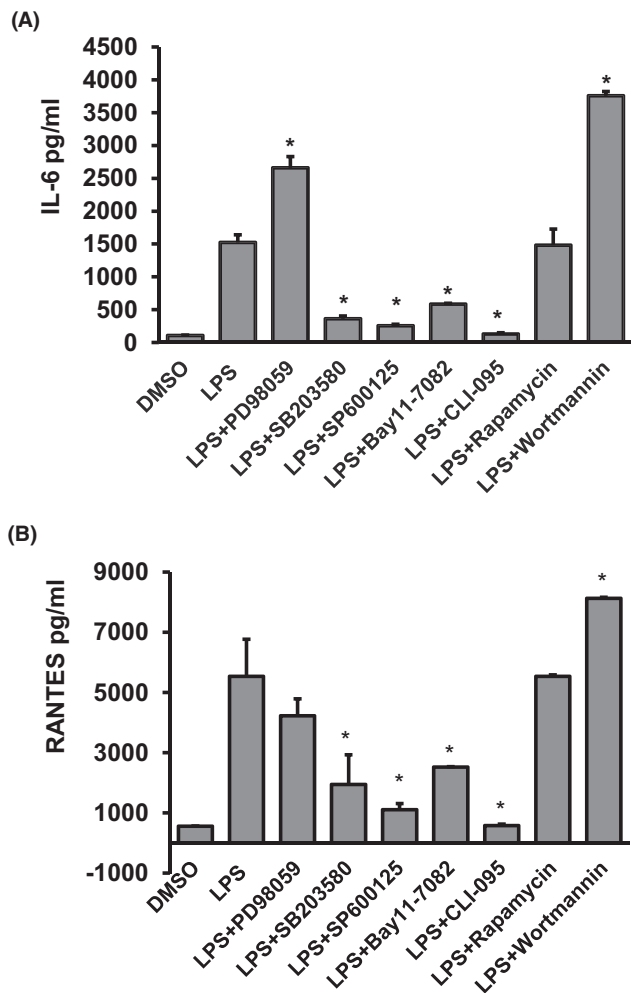 (A)
IL-6 pg/ml
4500
4000
3500
3000
2500
2000
1500
1000
500
0
* * * * * *
DMSO
LPS
LPS+PD98059
LPS+SB203580
LPS+SP600125
LPS+Bay11-7082
LPS+CLI-095
LPS+Rapamycin
LPS+Wortmannin
(B)
RANTES pg/ml
9000
7000
5000
3000
1000
-1000
* * * * *
DMSO
LPS
LPS+PD98059
LPS+SB203580
LPS+SP600125
LPS+Bay11-7082
LPS+CLI-095
LPS+Rapamycin
LPS+Wortmannin